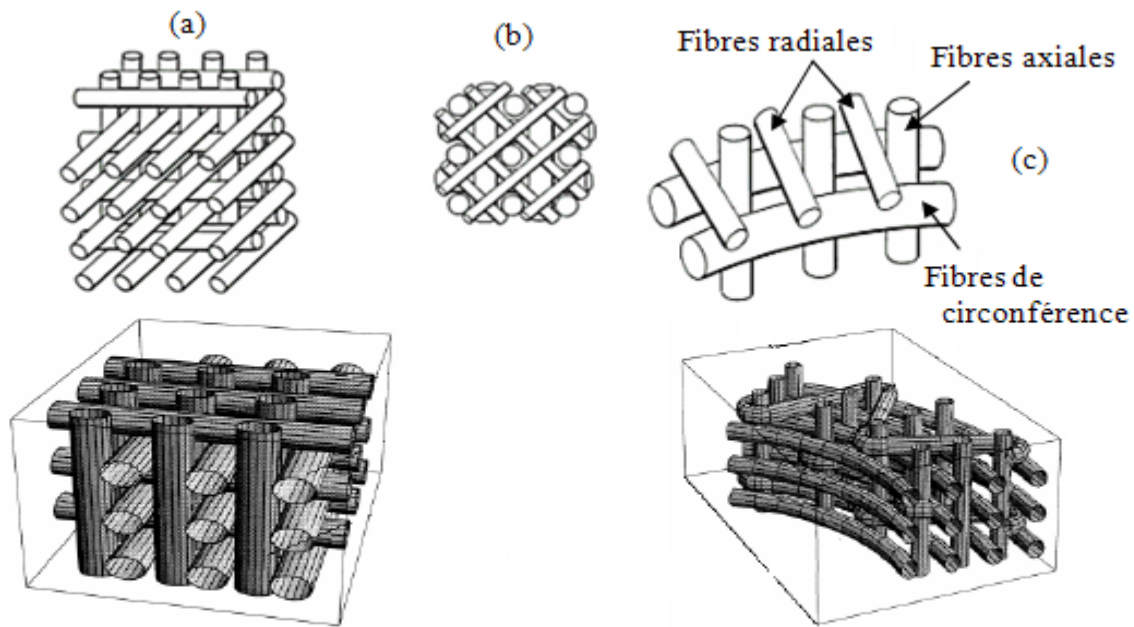 (a)
(b)
Fibres radiales
Fibres axiales
(c)
Fibres de
circonférence